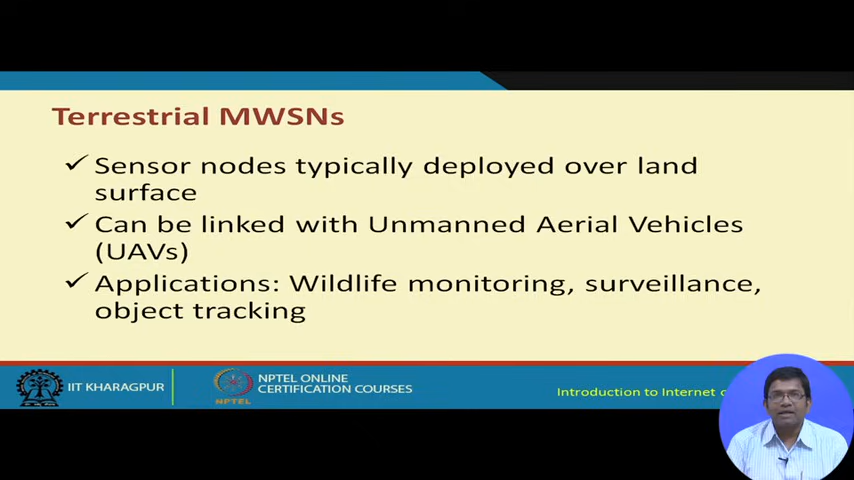 Terrestrial MWSNs
✓ Sensor nodes typically deployed over land
surface
✓ Can be linked with Unmanned Aerial Vehicles
(UAVs)
✓ Applications: Wildlife monitoring, surveillance,
object tracking
IIT KHARAGPUR
NPTEL
NPTEL ONLINE
CERTIFICATION COURSES
Introduction to Internet